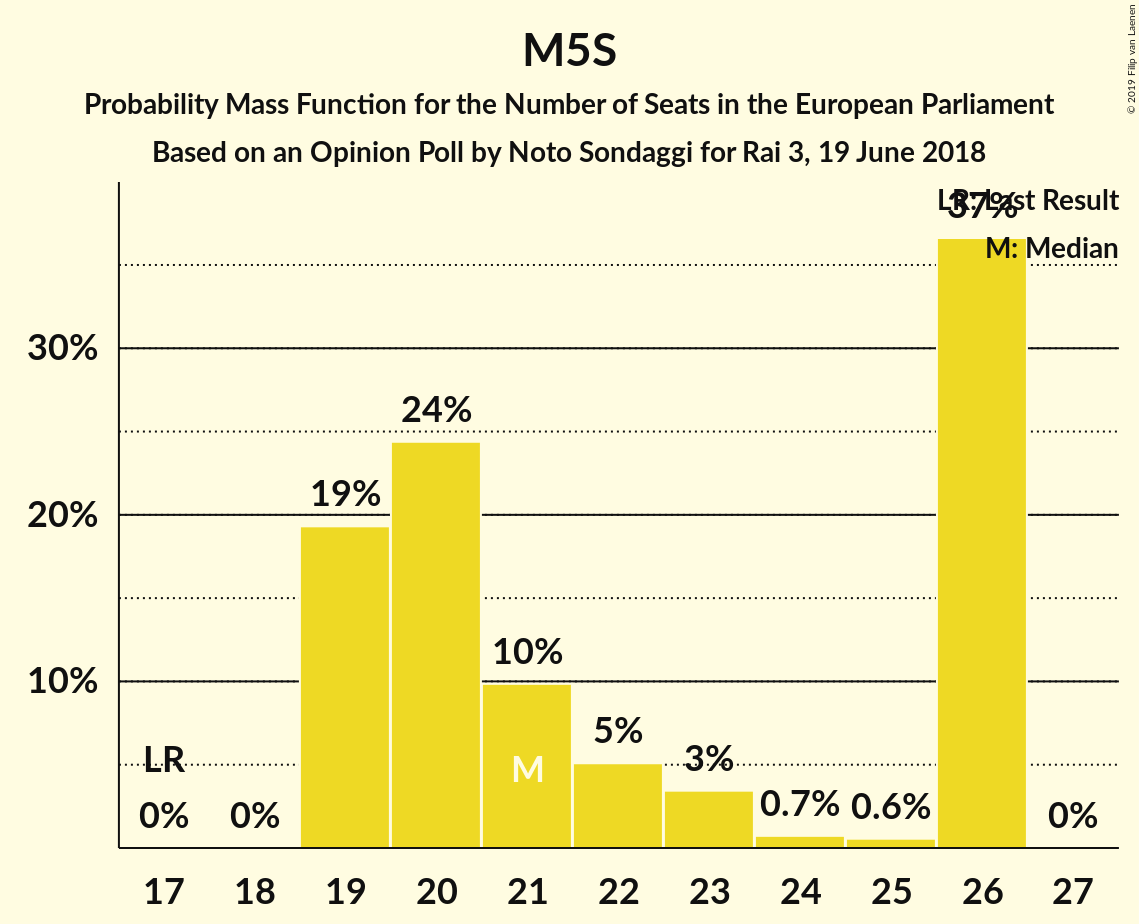 M5S
Probability Mass Function for the Number of Seats in the European Parliament
Based on an Opinion Poll by Noto Sondaggi for Rai 3, 19 June 2018
© 2019 Filip van Laenen
LR: Last Result
M: Median
37%
30%
24%
19%
20%
10%
10%
5%
3%
LR
M
0.7%
0.6%
0%
0%
0%
17 18 19 20 21 22 23 24 25 26 27